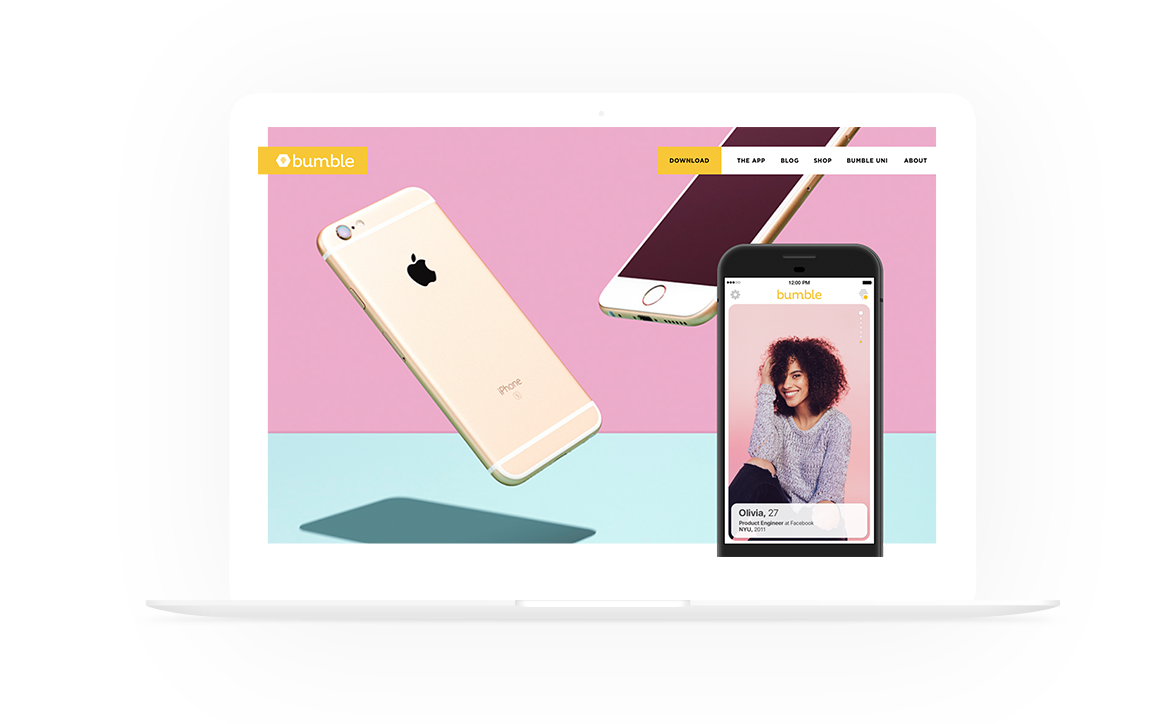 bumble
DOWNLOAD THE APP BLOG SHOP BUMBLE UNI ABOUT
iPhone
S
12:00 PM
bumble
Olivia, 27
Product Engineer at Facebook
NYU, 2011